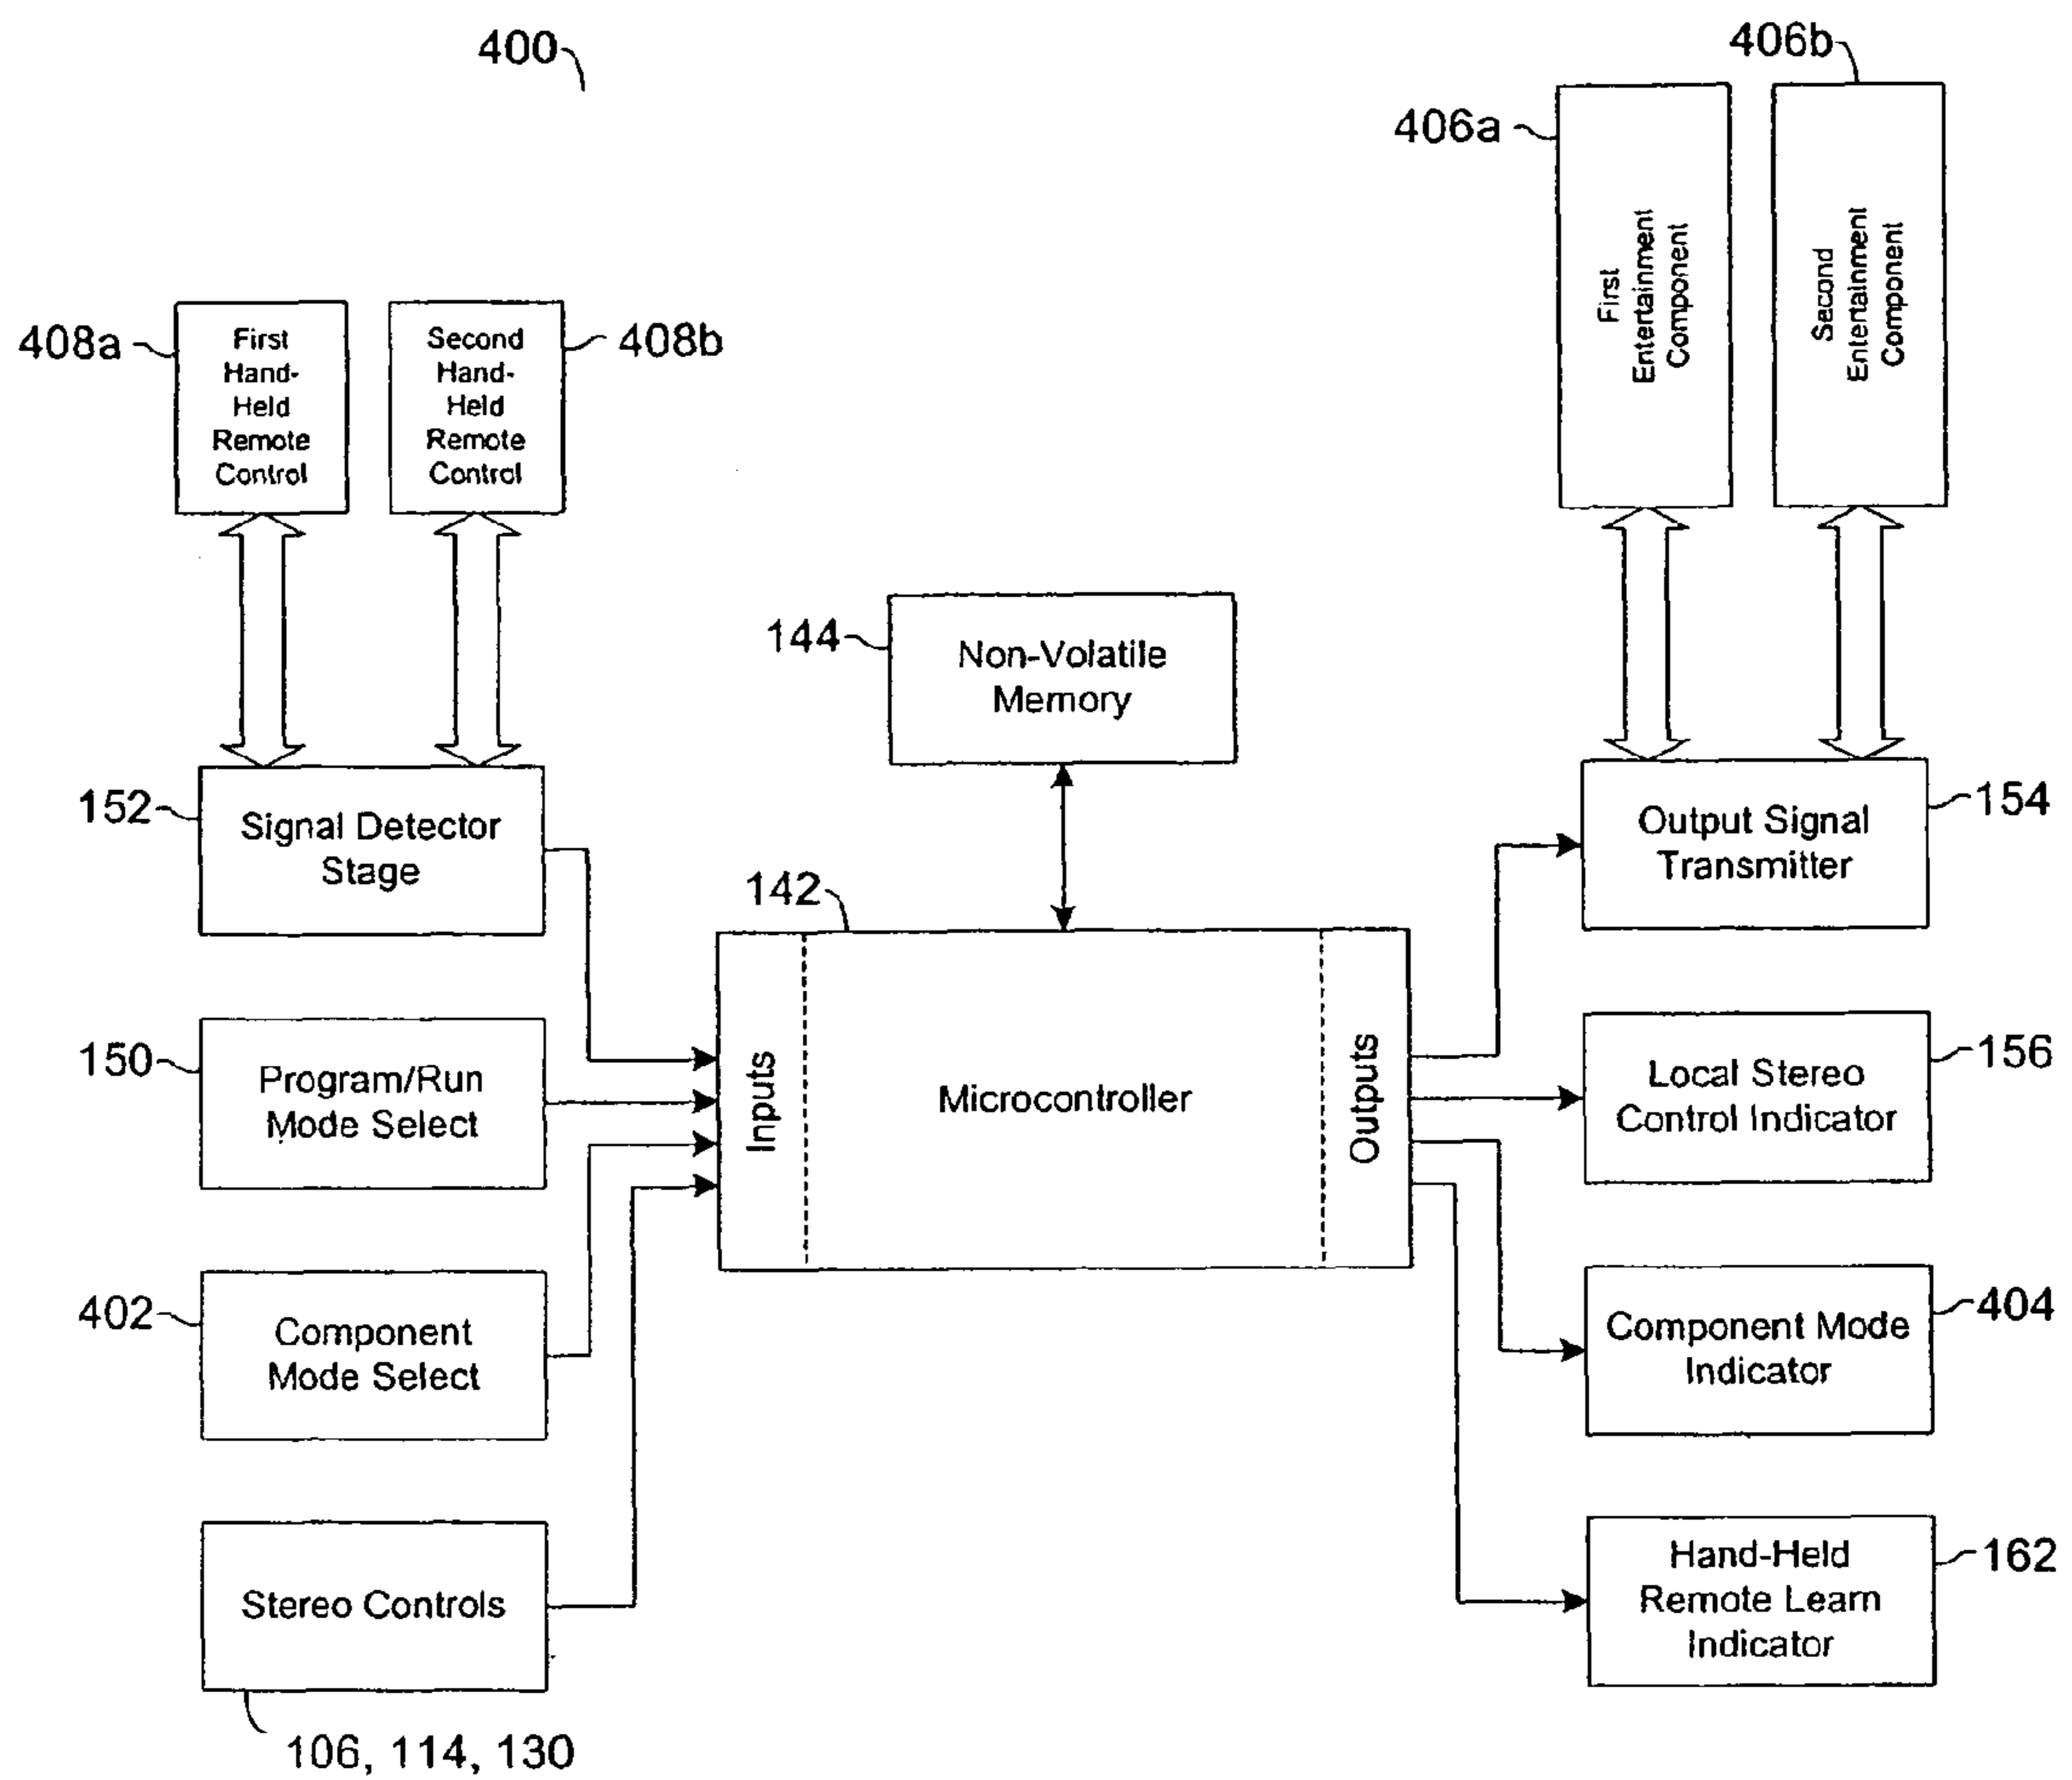 400
406b
406a
First
Entertainment
Component
Second
Entertainment
Component
408a
First
Hand-
Held
Remote
Control
Second
Hand-
Held
Remote
Control
408b
144
Non-Volatile
Memory
152
Signal Detector
Stage
142
Output Signal
Transmitter
154
150
Program/Run
Mode Select
Inputs
Microcontroller
Outputs
Local Stereo
Control Indicator
156
402
Component
Mode Select
Component Mode
Indicator
404
Stereo Controls
106, 114, 130
Hand-Held
Remote Learn
Indicator
162